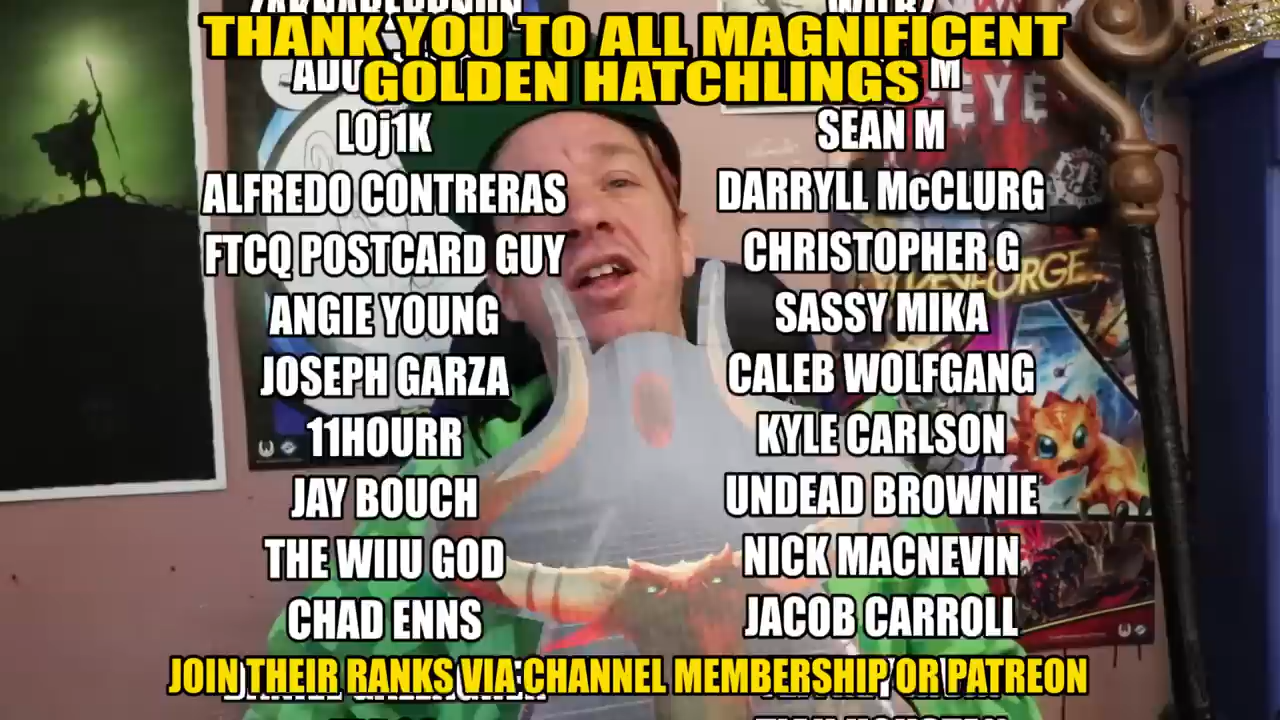 THANK YOU TO ALL MAGNIFICENT
GOLDEN HATCHLINGS
M
LOj1K
SEAN M
ALFREDO CONTRERAS
DARRYLL McCLURG
FTCQ POSTCARD GUY
CHRISTOPHER G
KEYFORGE
ANGIE YOUNG
SASSY MIKA
JOSEPH GARZA
CALEB WOLFGANG
11HOURR
KYLE CARLSON
JAY BOUCH
UNDEAD BROWNIE
THE WIIU GOD
NICK MACNEVIN
CHAD ENNS
JACOB CARROLL
JOIN THEIR RANKS VIA CHANNEL MEMBERSHIP OR PATREON